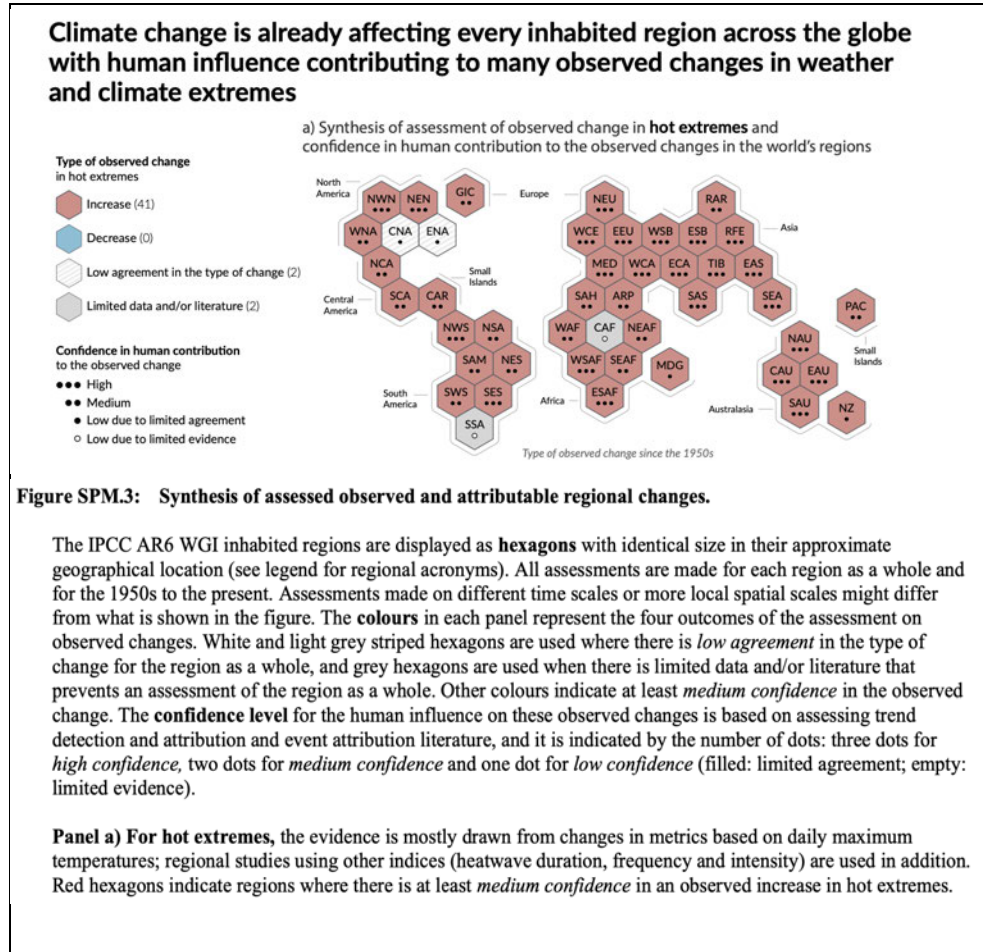 Climate change is already affecting every inhabited region across the globe
with human influence contributing to many observed changes in weather
and climate extremes
a) Synthesis of assessment of observed change in hot extremes and
confidence in human contribution to the observed changes in the world's regions
Type of observed change
in hot extremes
Increase (41)
Decrease (0)
Low agreement in the type of change (2)
Limited data and/or literature (2)
Confidence in human contribution
to the observed change
●●● High
●● Medium
● Low due to limited agreement
○ Low due to limited evidence
North
America
NWN
●●●
NEN
●●●
GIC
●●
WNA
●●
CNA
●
ENA
●
NCA
●●
Central
America
SCA
●●
CAR
●●
Small
Islands
NWS
●●●
NSA
●●
SAM
●●
NES
●●
South
America
SWS
●●
SES
●●●
SSA
○
Europe
NEU
●●●
RAR
●●
WCE
●●●
EEU
●●●
WSB
●●●
ESB
●●●
RFE
●●●
Asia
MED
●●●
WCA
●●●
ECA
●●●
TIB
●●●
EAS
●●●
SAH
●●
ARP
●●
SAS
●●●
SEA
●●●
PAC
●●
Small
Islands
WAF
●●
CAF
○
NEAF
●●
WSAF
●●●
SEAF
●●
MDG
●
Africa
ESAF
●●●
NAU
●●●
CAU
●●●
EAU
●●●
Australasia
SAU
●●●
NZ
●
Type of observed change since the 1950s
Figure SPM.3: Synthesis of assessed observed and attributable regional changes.
The IPCC AR6 WGI inhabited regions are displayed as hexagons with identical size in their approximate
geographical location (see legend for regional acronyms). All assessments are made for each region as a whole and
for the 1950s to the present. Assessments made on different time scales or more local spatial scales might differ
from what is shown in the figure. The colours in each panel represent the four outcomes of the assessment on
observed changes. White and light grey striped hexagons are used where there is low agreement in the type of
change for the region as a whole, and grey hexagons are used when there is limited data and/or literature that
prevents an assessment of the region as a whole. Other colours indicate at least medium confidence in the observed
change. The confidence level for the human influence on these observed changes is based on assessing trend
detection and attribution and event attribution literature, and it is indicated by the number of dots: three dots for
high confidence, two dots for medium confidence and one dot for low confidence (filled: limited agreement; empty:
limited evidence).
Panel a) For hot extremes, the evidence is mostly drawn from changes in metrics based on daily maximum
temperatures; regional studies using other indices (heatwave duration, frequency and intensity) are used in addition.
Red hexagons indicate regions where there is at least medium confidence in an observed increase in hot extremes.